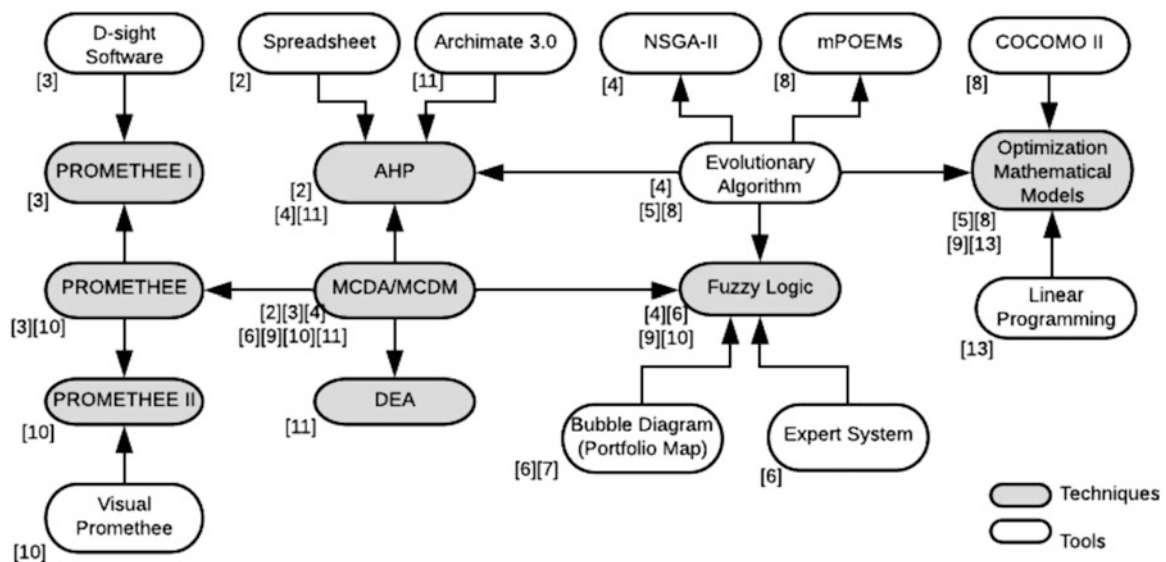 D-sight
Software
[3]
Spreadsheet
[2]
Archimate 3.0
[11]
NSGA-II
[4]
mPOEMs
[8]
COCOMO II
[8]
PROMETHEE I
[3]
AHP
[2]
[4][11]
Evolutionary
Algorithm
[4]
[5][8]
Optimization
Mathematical
Models
[5][8]
[9][13]
PROMETHEE
[3][10]
MCDA/MCDM
[2][3][4]
[6][9][10][11]
Fuzzy Logic
[4][6]
[9][10]
Linear
Programming
[13]
PROMETHEE II
[10]
DEA
[11]
Bubble Diagram
(Portfolio Map)
[6][7]
Expert System
[6]
Visual
Promethee
[10]
Techniques
Tools